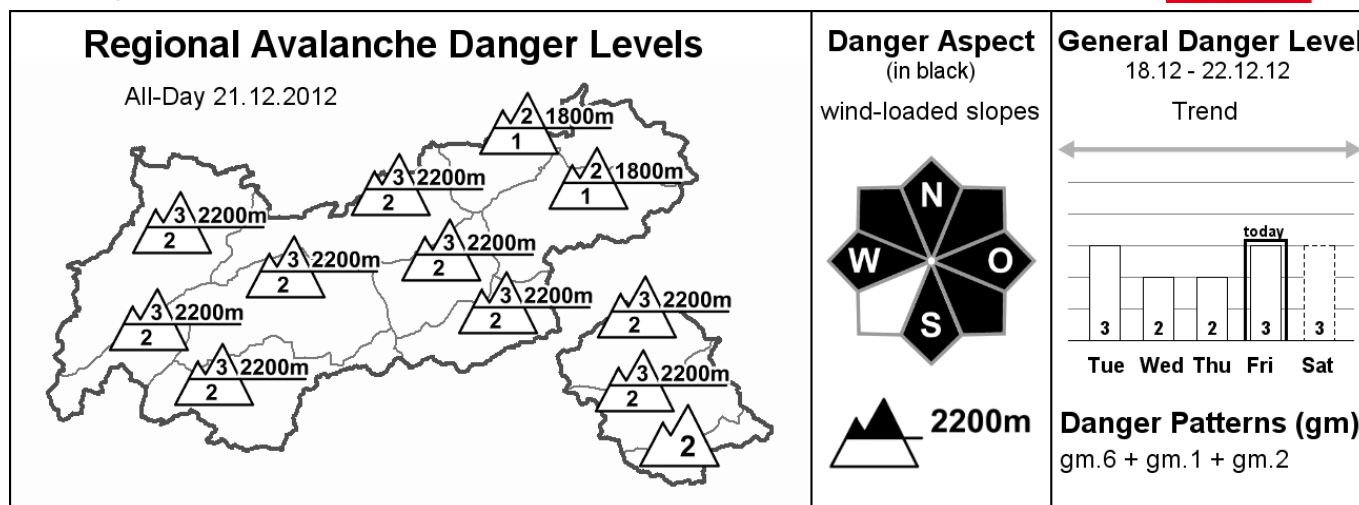 Regional Avalanche Danger Levels
All-Day 21.12.2012
2 1800m
1
2 1800m
1
3 2200m
2
3 2200m
2
3 2200m
2
3 2200m
2
3 2200m
2
3 2200m
2
3 2200m
2
3 2200m
2
3 2200m
2
2
Danger Aspect
(in black)
wind-loaded slopes
N
W O
S
2200m
General Danger Level
18.12 - 22.12.12
Trend
today
3 2 2 3 3
Tue Wed Thu Fri Sat
Danger Patterns (gm)
gm.6 + gm.1 + gm.2